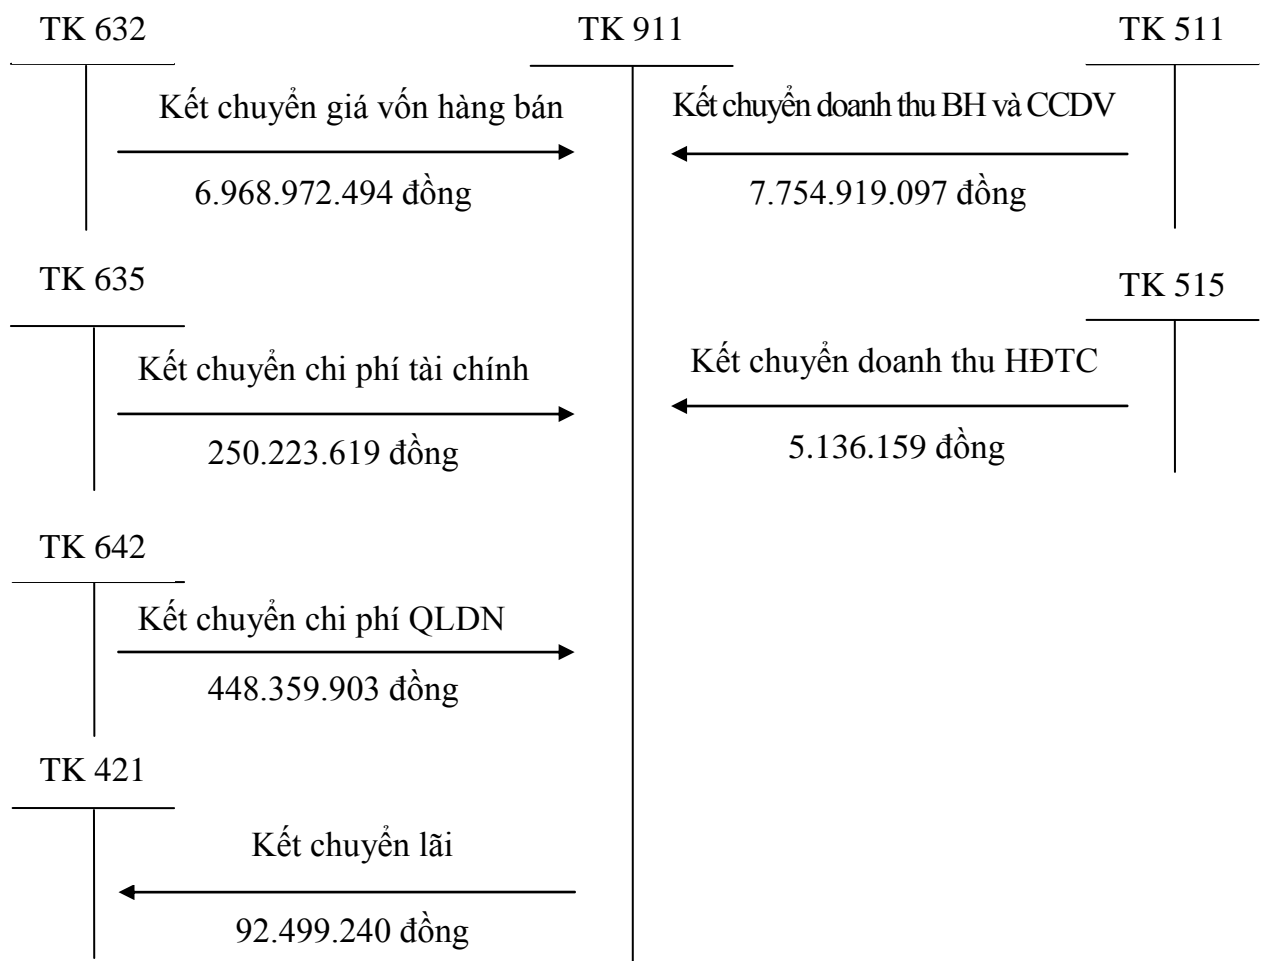 TK 632
TK 911
TK 511
Kết chuyển giá vốn hàng bán
Kết chuyển doanh thu BH và CCDV
6.968.972.494 đồng
7.754.919.097 đồng
TK 635
TK 515
Kết chuyển chi phí tài chính
Kết chuyển doanh thu HĐTC
250.223.619 đồng
5.136.159 đồng
TK 642
Kết chuyển chi phí QLDN
448.359.903 đồng
TK 421
Kết chuyển lãi
92.499.240 đồng